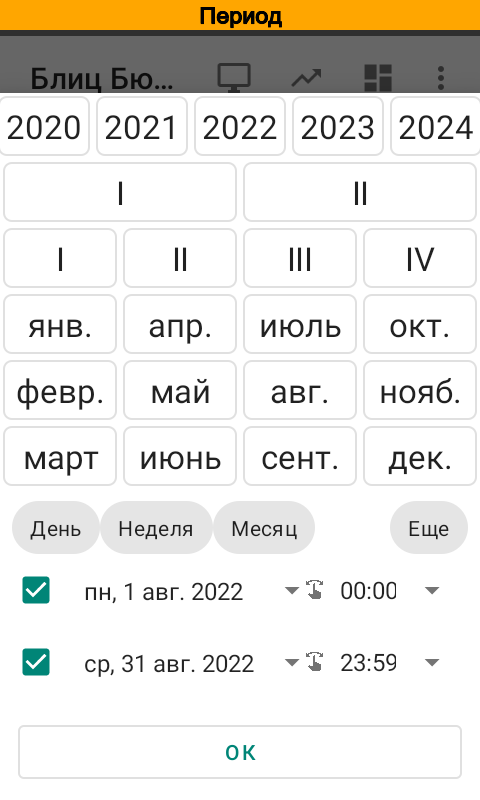 Период
Блиц Бю...
2020 2021 2022 2023 2024
I II
I II III IV
янв. апр. июль окт.
февр. май авг. нояб.
март июнь сент. дек.
День Неделя Месяц Еще
пн, 1 авг. 2022 00:00
ср, 31 авг. 2022 23:59
ОК